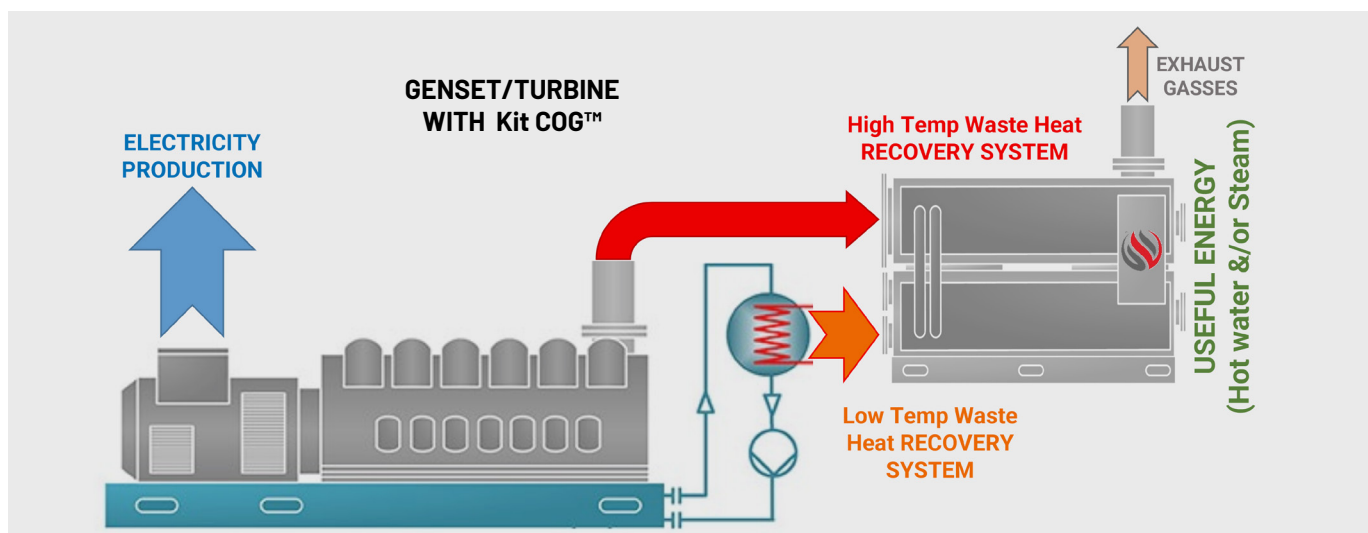 GENSET/TURBINE
WITH Kit COG™
ELECTRICITY
PRODUCTION
High Temp Waste Heat
RECOVERY SYSTEM
EXHAUST
GASSES
USEFUL ENERGY
(Hot water &/or Steam)
Low Temp Waste
Heat RECOVERY
SYSTEM